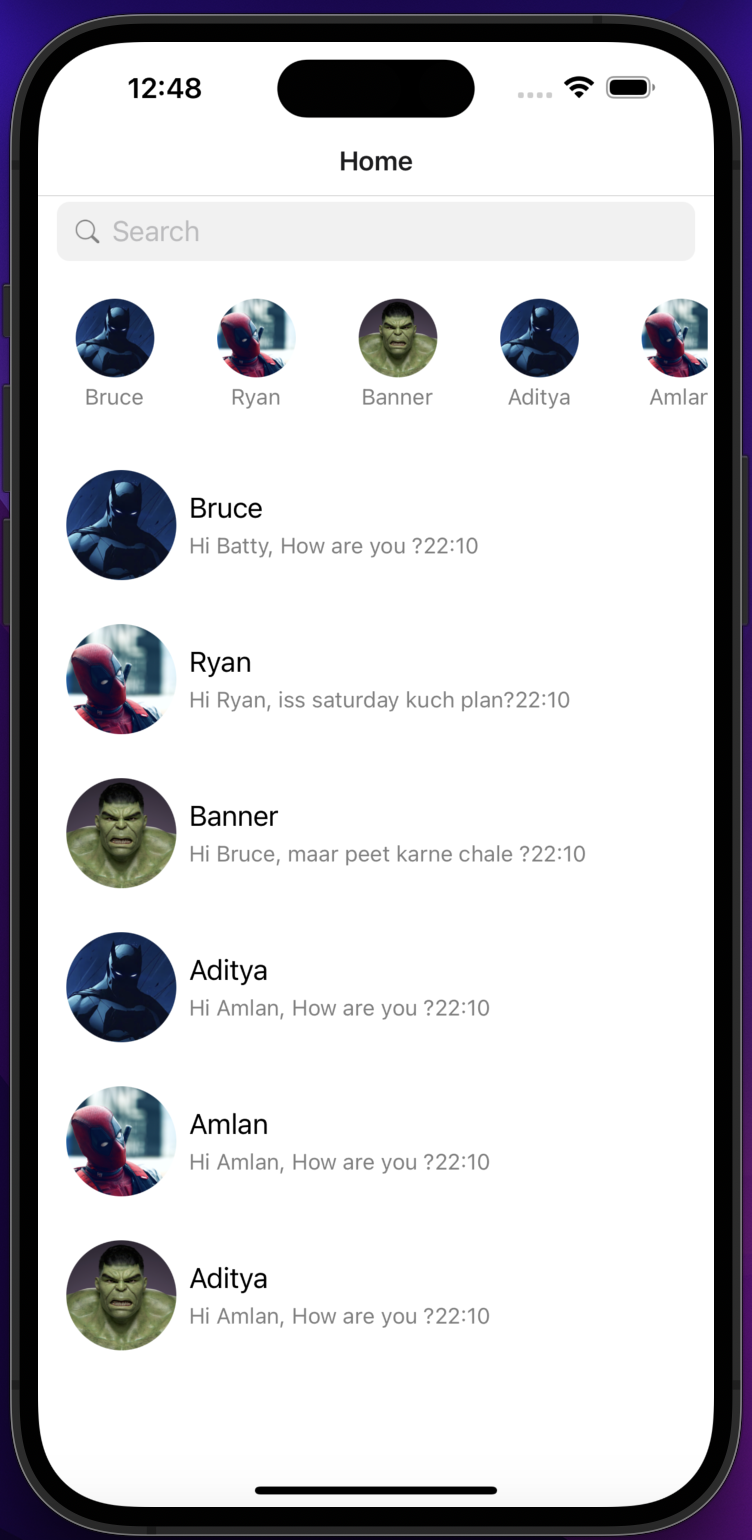 12:48
Home
Search
Bruce Ryan Banner Aditya Amlar
Bruce
Hi Batty, How are you ?22:10
Ryan
Hi Ryan, iss saturday kuch plan?22:10
Banner
Hi Bruce, maar peet karne chale ?22:10
Aditya
Hi Amlan, How are you ?22:10
Amlan
Hi Amlan, How are you ?22:10
Aditya
Hi Amlan, How are you ?22:10